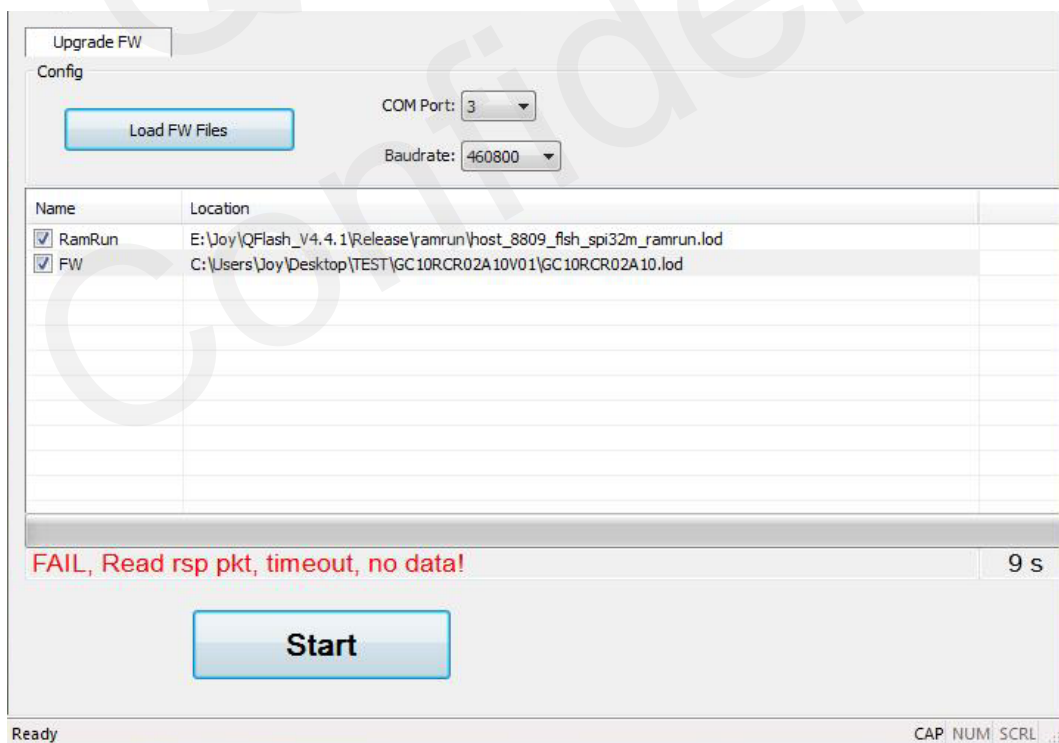 Upgrade FW
Config
Load FW Files
COM Port: 3
Baudrate: 460800
Name Location
RamRun E:\Joy\QFlash_V4.4.1\Release\ramrun\host_8809_flsh_spi32m_ramrun.lod
FW C:\Users\Joy\Desktop\TEST\GC10RCR02A10V01\GC10RCR02A10.lod
FAIL, Read rsp pkt, timeout, no data! 9 s
Start
Ready CAP NUM SCRL
Confide